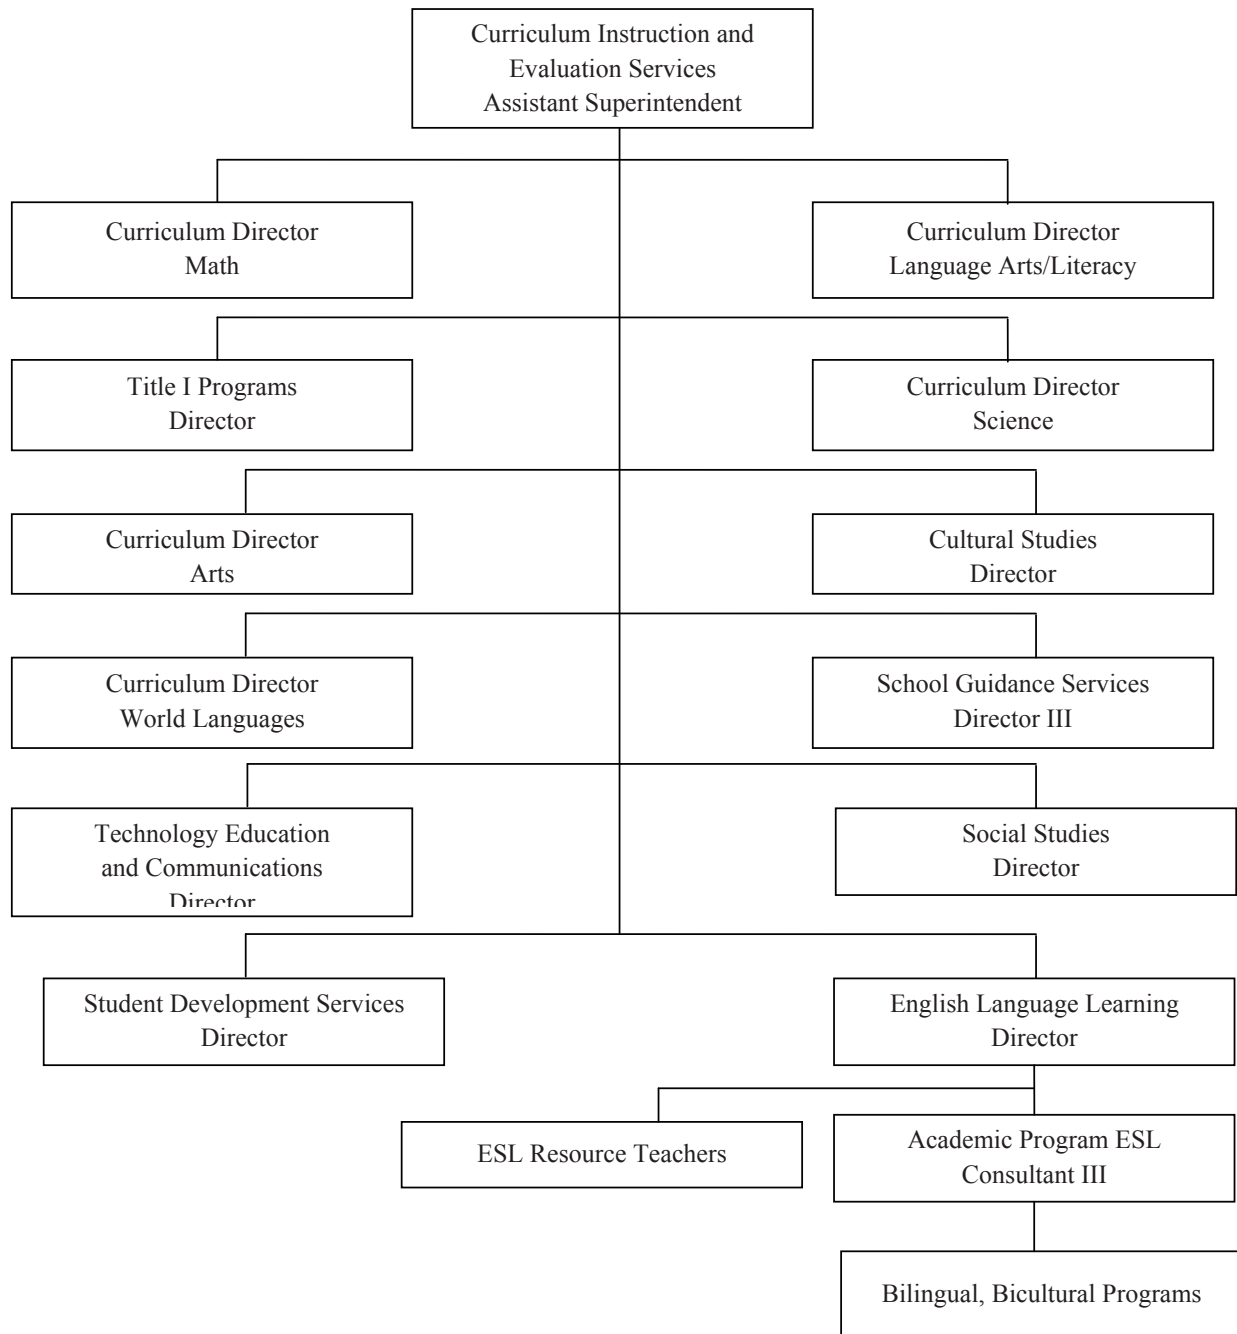 Curriculum Instruction and
Evaluation Services
Assistant Superintendent
Curriculum Director
Math
Curriculum Director
Language Arts/Literacy
Title I Programs
Director
Curriculum Director
Science
Curriculum Director
Arts
Cultural Studies
Director
Curriculum Director
World Languages
School Guidance Services
Director III
Technology Education
and Communications
Director
Social Studies
Director
Student Development Services
Director
English Language Learning
Director
ESL Resource Teachers
Academic Program ESL
Consultant III
Bilingual, Bicultural Programs